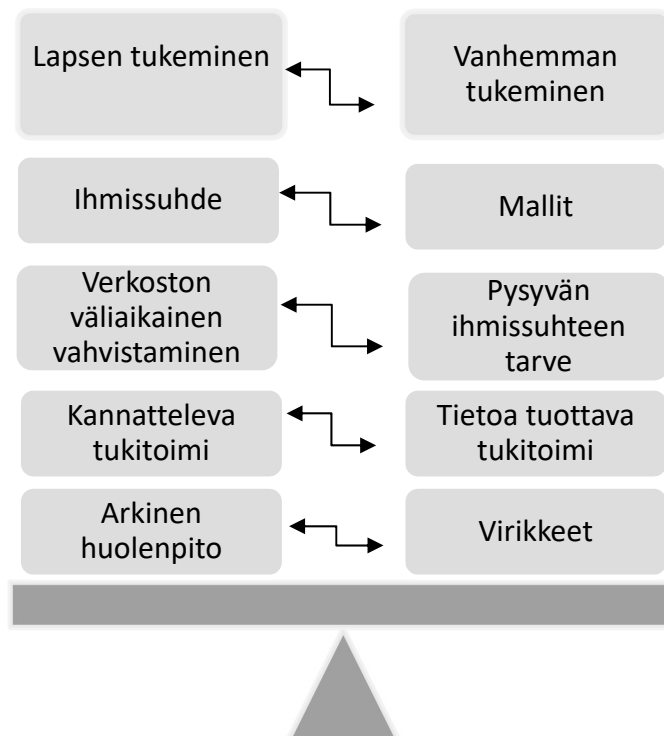 Lapsen tukeminen
Vanhemman
tukeminen
Ihmissuhde
Mallit
Verkoston
väliaikainen
vahvistaminen
Pysyvän
ihmissuhteen
tarve
Kannatteleva
tukitoimi
Tietoa tuottava
tukitoimi
Arkinen
huolenpito
Virikkeet